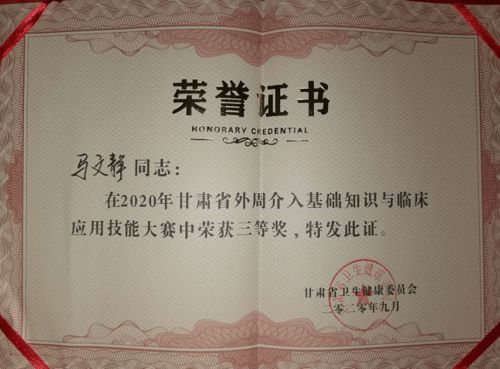 荣誉证书
HONORARY CREDENTIAL
马文静同志：
在2020年甘肃省外周介入基础知识与临床
应用技能大赛中荣获三等奖，特发此证。
甘肃省卫生健康委员会
二〇二〇年九月